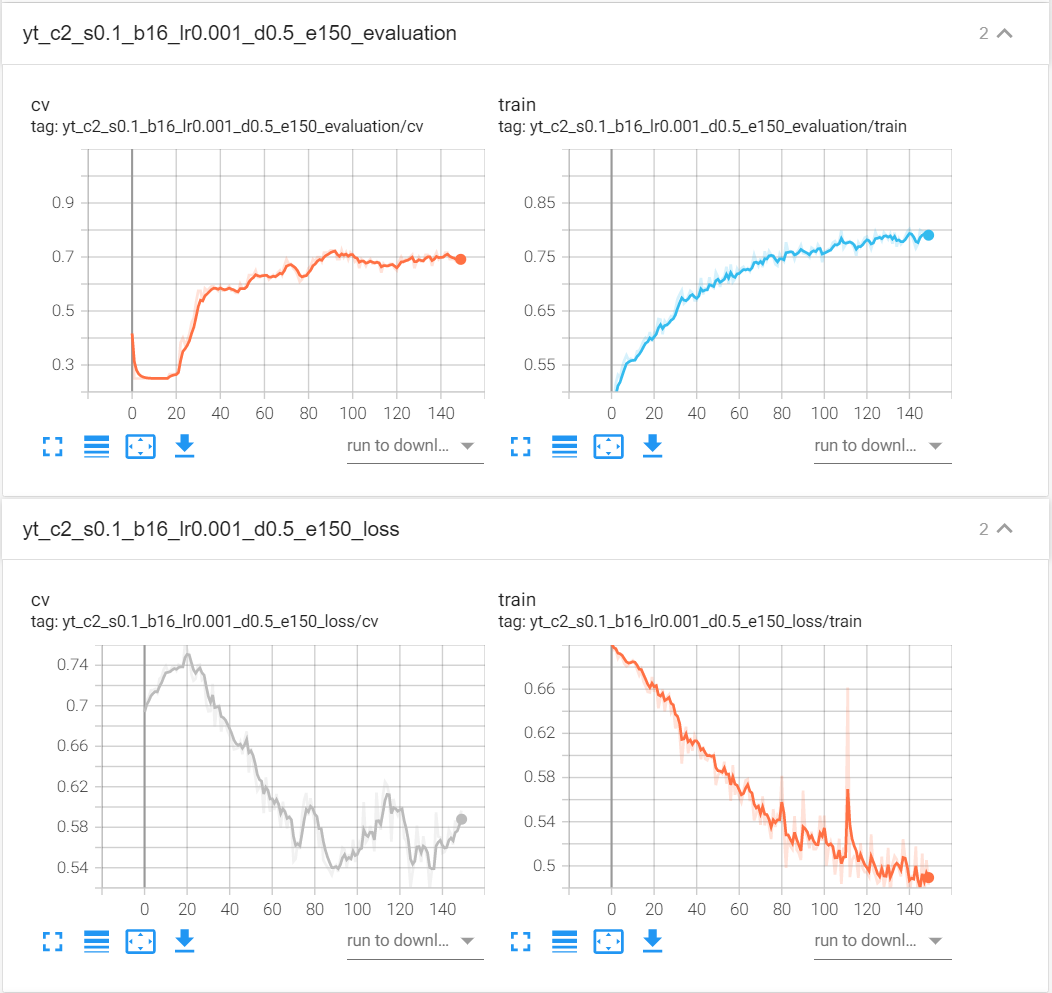 yt_c2_s0.1_b16_lr0.001_d0.5_e150_evaluation 2
cv
tag: yt_c2_s0.1_b16_lr0.001_d0.5_e150_evaluation/cv
0.9
0.7
0.5
0.3
0 20 40 60 80 100 120 140
run to downl...
train
tag: yt_c2_s0.1_b16_lr0.001_d0.5_e150_evaluation/train
0.85
0.75
0.65
0.55
0 20 40 60 80 100 120 140
run to downl...
yt_c2_s0.1_b16_lr0.001_d0.5_e150_loss 2
cv
tag: yt_c2_s0.1_b16_lr0.001_d0.5_e150_loss/cv
0.74
0.7
0.66
0.62
0.58
0.54
0 20 40 60 80 100 120 140
run to downl...
train
tag: yt_c2_s0.1_b16_lr0.001_d0.5_e150_loss/train
0.66
0.62
0.58
0.54
0.5
0 20 40 60 80 100 120 140
run to downl...